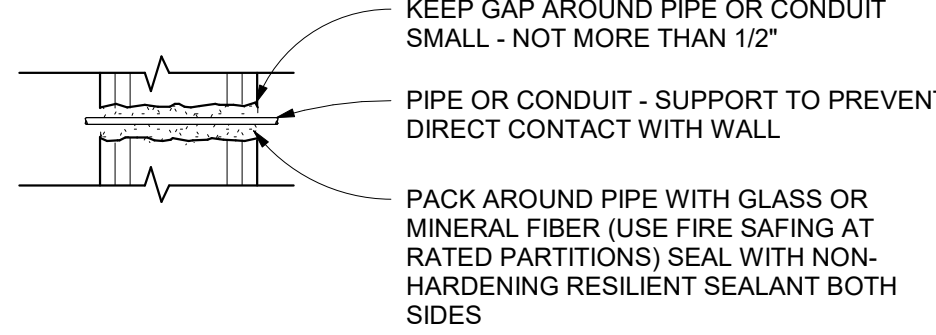 KEEP GAP AROUND PIPE OR CONDUIT
SMALL - NOT MORE THAN 1/2"
PIPE OR CONDUIT - SUPPORT TO PREVENT
DIRECT CONTACT WITH WALL
PACK AROUND PIPE WITH GLASS OR
MINERAL FIBER (USE FIRE SAFING AT
RATED PARTITIONS) SEAL WITH NON-
HARDENING RESILIENT SEALANT BOTH
SIDES